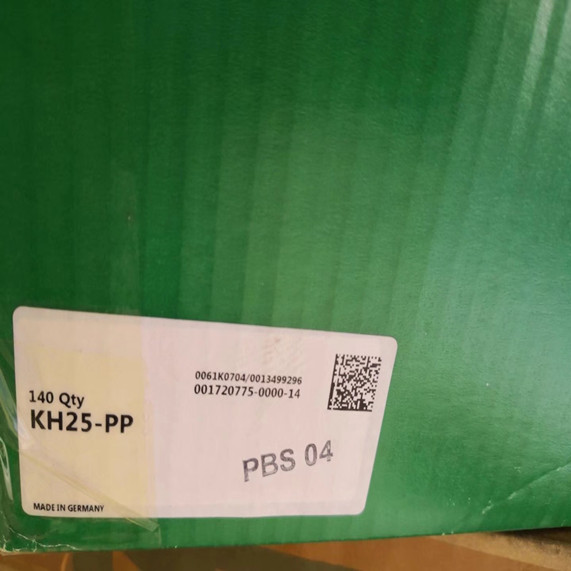 140 Qty
KH25-PP
0061K0704/0013499296
001720775-0000-14
PBS 04
MADE IN GERMANY